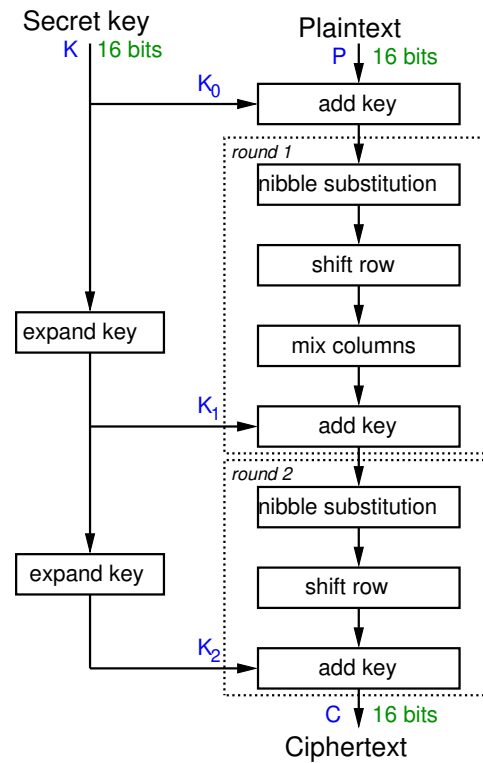 Secret key
K 16 bits
Plaintext
P 16 bits
K0
add key
round 1
nibble substitution
shift row
expand key
mix columns
K1
add key
round 2
nibble substitution
expand key
shift row
K2
add key
C 16 bits
Ciphertext